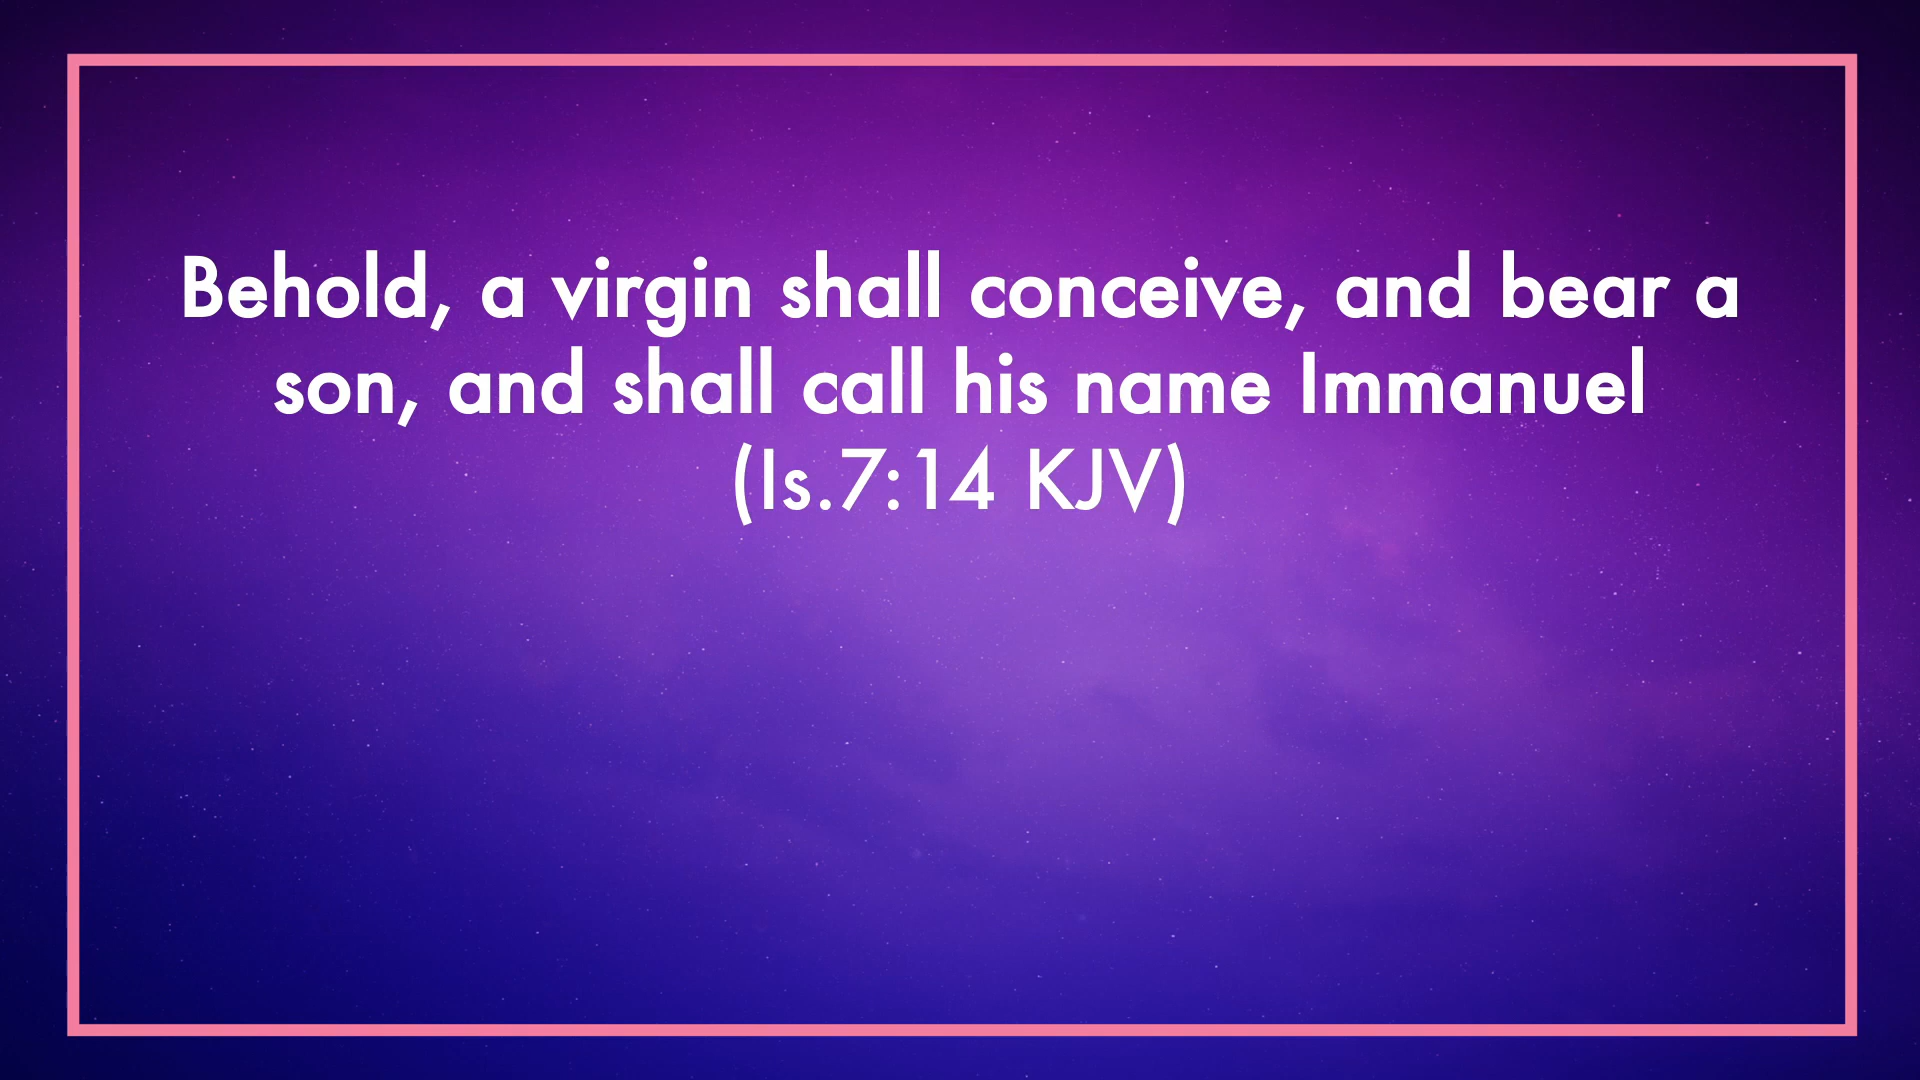 Behold, a virgin shall conceive, and bear a
son, and shall call his name Immanuel
(Is.7:14 KJV)